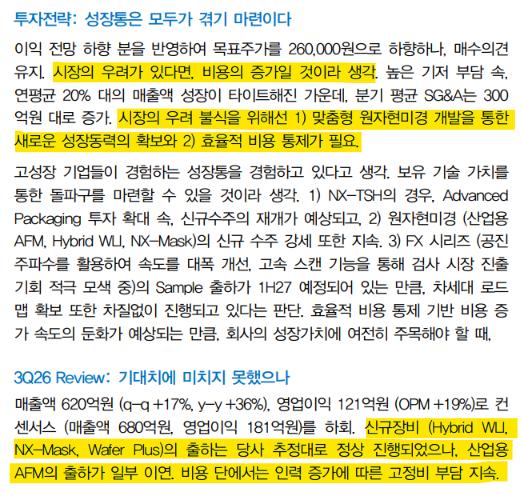 투자전략: 성장통은 모두가 겪기 마련이다
이익 전망 하향 분을 반영하여 목표주가를 260,000원으로 하향하나, 매수의견
유지. 시장의 우려가 있다면, 비용의 증가일 것이라 생각. 높은 기저 부담 속,
연평균 20% 대의 매출액 성장이 타이트해진 가운데, 분기 평균 SG&A는 300
억원 대로 증가. 시장의 우려 불식을 위해선 1) 맞춤형 원자현미경 개발을 통한
새로운 성장동력의 확보와 2) 효율적 비용 통제가 필요.
고성장 기업들이 경험하는 성장통을 경험하고 있다고 생각. 보유 기술 가치를
통한 돌파구를 마련할 수 있을 것이라 생각. 1) NX-TSH의 경우, Advanced
Packaging 투자 확대 속, 신규수주의 재개가 예상되고, 2) 원자현미경 (산업용
AFM, Hybrid WLI, NX-Mask)의 신규 수주 강세 또한 지속. 3) FX 시리즈 (공진
주파수를 활용하여 속도를 대폭 개선. 고속 스캔 기능을 통해 검사 시장 진출
기회 적극 모색 중)의 Sample 출하가 1H27 예정되어 있는 만큼, 차세대 로드
맵 확보 또한 차질없이 진행되고 있다는 판단. 효율적 비용 통제 기반 비용 증
가 속도의 둔화가 예상되는 만큼, 회사의 성장가치에 여전히 주목해야 할 때.
3Q26 Review: 기대치에 미치지 못했으나
매출액 620억원 (q-q +17%, y-y +36%), 영업이익 121억원 (OPM +19%)로 컨
센서스 (매출액 680억원, 영업이익 181억원)를 하회. 신규장비 (Hybrid WLI,
NX-Mask, Wafer Plus)의 출하는 당사 추정대로 정상 진행되었으나, 산업용
AFM의 출하가 일부 이연. 비용 단에서는 인력 증가에 따른 고정비 부담 지속.